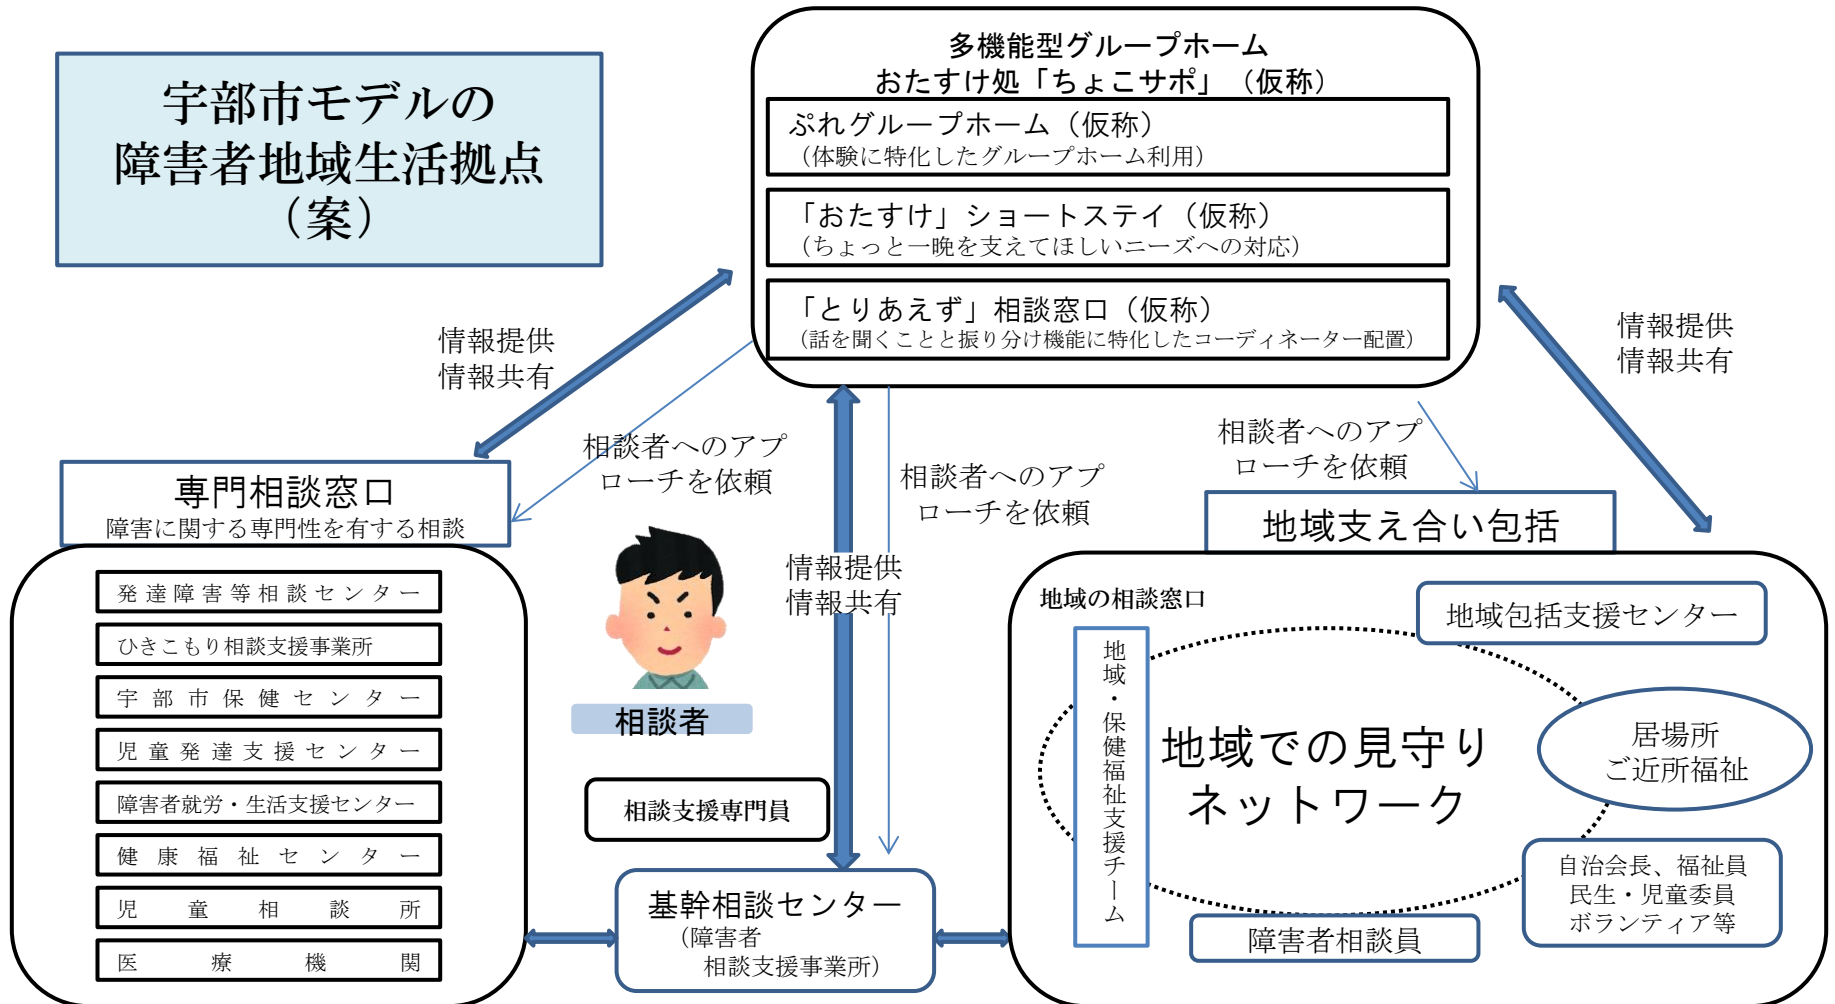 宇部市モデルの
障害者地域生活拠点
（案）
多機能型グループホーム
おたすけ処「ちょこサポ」（仮称）
ぷれグループホーム（仮称）
（体験に特化したグループホーム利用）
「おたすけ」ショートステイ（仮称）
（ちょっと一晩を支えてほしいニーズへの対応）
「とりあえず」相談窓口（仮称）
（話を聞くことと振り分け機能に特化したコーディネーター配置）
情報提供
情報共有
情報提供
情報共有
相談者へのアプ
ローチを依頼
相談者へのアプ
ローチを依頼
相談者へのアプ
ローチを依頼
専門相談窓口
障害に関する専門性を有する相談
発達障害等相談センター
ひきこもり相談支援事業所
宇部市保健センター
児童発達支援センター
障害者就労・生活支援センター
健康福祉センター
児童相談所
医療機関
情報提供
情報共有
相談者
相談支援専門員
基幹相談センター
（障害者
相談支援事業所）
地域支え合い包括
地域の相談窓口
地域包括支援センター
地域・保健福祉支援チーム
地域での見守り
ネットワーク
居場所
ご近所福祉
自治会長、福祉員
民生・児童委員
ボランティア等
障害者相談員